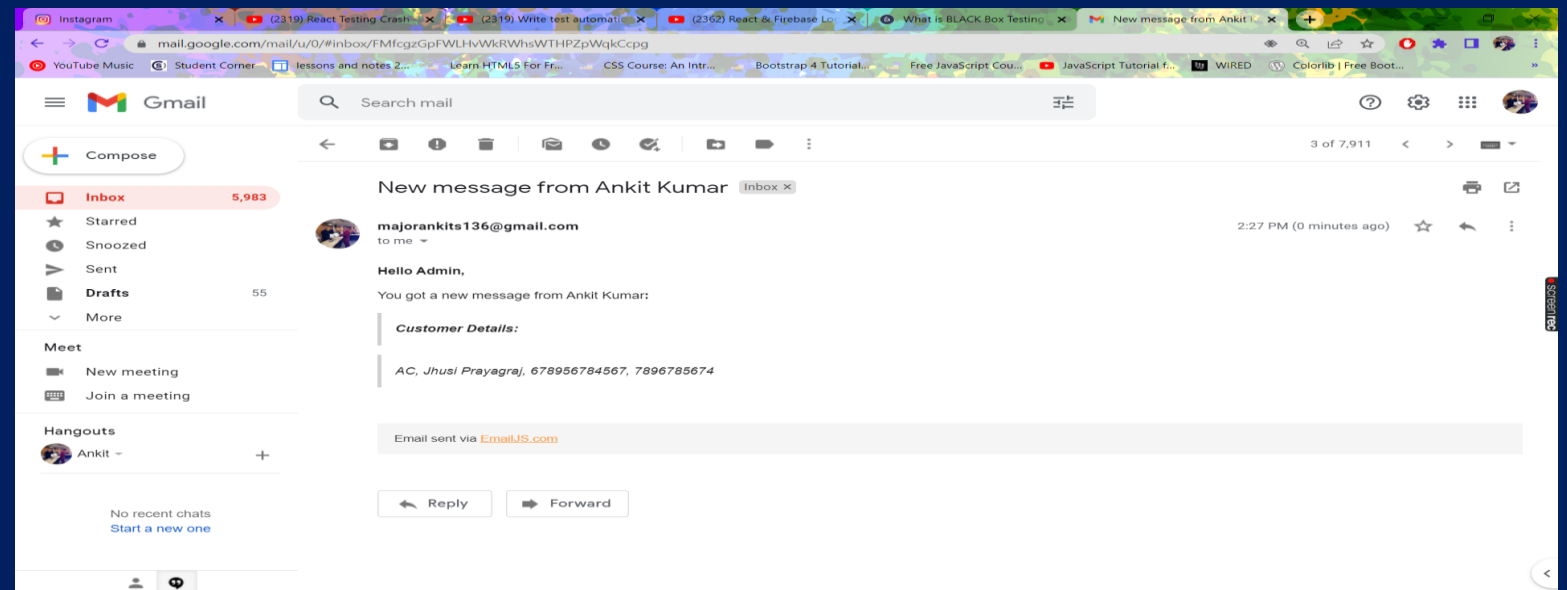 Instagram (2319) React Testing Crash (2319) Write test automatic (2362) React & Firebase Lo What is BLACK Box Testing New message from Ankit
mail.google.com/mail/u/0/#inbox/FMfcgzGpFWLHvWkRWhsWTHPZpWqkCcpg
YouTube Music Student Corner lessons and notes 2... Learn HTML5 For Fr... CSS Course: An Intr... Bootstrap 4 Tutorial... Free JavaScript Cou... JavaScript Tutorial f... WIRED Colorlib | Free Boot... »
Gmail Search mail
Compose 3 of 7,911
New message from Ankit Kumar Inbox ×
Inbox 5,983
Starred
Snoozed
Sent
Drafts 55
More
majorankits136@gmail.com 2:27 PM (0 minutes ago)
to me
Hello Admin,
You got a new message from Ankit Kumar:
Customer Details:
AC, Jhusi Prayagraj, 678956784567, 7896785674
Email sent via EmailJS.com
Reply Forward
Meet
New meeting
Join a meeting
Hangouts
Ankit
No recent chats
Start a new one
screenrec